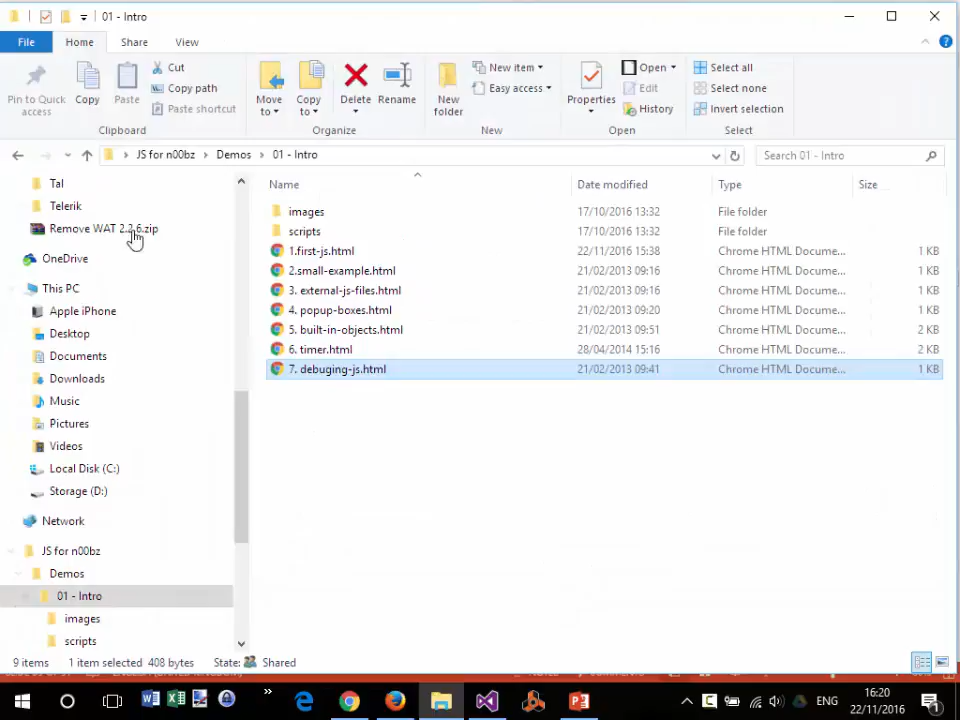 01 - Intro
File Home Share View
Pin to Quick access
Copy
Paste
Cut
Copy path
Paste shortcut
Clipboard
Move to
Copy to
Delete
Rename
Organize
New folder
New item
Easy access
New
Properties
Open
Edit
History
Open
Select all
Select none
Invert selection
Select
JS for n00bz Demos 01 - Intro
Search 01 - Intro
Tal
Telerik
Remove WAT 2.2.6.zip
OneDrive
This PC
Apple iPhone
Desktop
Documents
Downloads
Music
Pictures
Videos
Local Disk (C:)
Storage (D:)
Network
JS for n00bz
Demos
01 - Intro
images
scripts
Name Date modified Type Size
images 17/10/2016 13:32 File folder
scripts 17/10/2016 13:32 File folder
1.first-js.html 22/11/2016 15:38 Chrome HTML Docume... 1 KB
2.small-example.html 21/02/2013 09:16 Chrome HTML Docume... 1 KB
3. external-js-files.html 21/02/2013 09:16 Chrome HTML Docume... 1 KB
4. popup-boxes.html 21/02/2013 09:20 Chrome HTML Docume... 1 KB
5. built-in-objects.html 21/02/2013 09:51 Chrome HTML Docume... 2 KB
6. timer.html 28/04/2014 15:16 Chrome HTML Docume... 2 KB
7. debuging-js.html 21/02/2013 09:41 Chrome HTML Docume... 1 KB
9 items 1 item selected 408 bytes State: Shared
ENG
16:20
22/11/2016